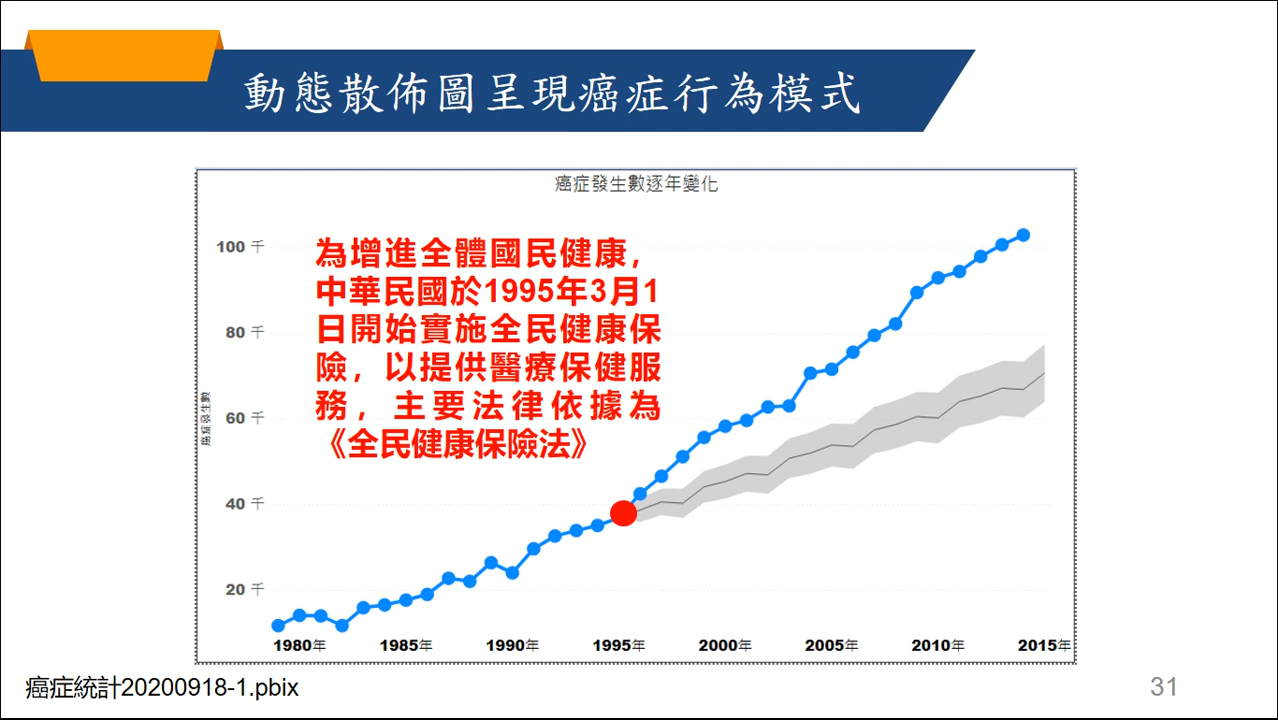 動態散佈圖呈現癌症行為模式
癌症發生數逐年變化
為增進全體國民健康，
中華民國於1995年3月1
日開始實施全民健康保
險，以提供醫療保健服
務，主要法律依據為
《全民健康保險法》
100 千
80 千
60 千
40 千
20 千
癌症發生數
1980年 1985年 1990年 1995年 2000年 2005年 2010年 2015年
癌症統計20200918-1.pbix
31